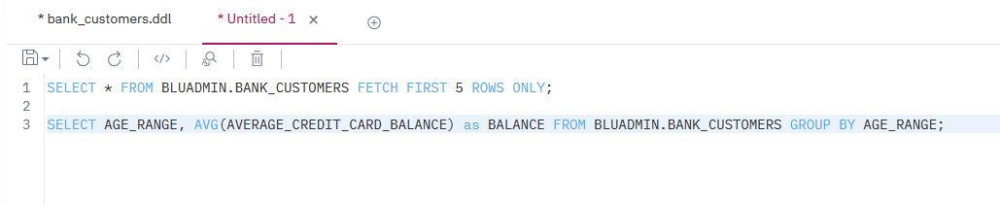 * bank_customers.ddl
* Untitled - 1
1 SELECT * FROM BLUADMIN.BANK_CUSTOMERS FETCH FIRST 5 ROWS ONLY;
2
3 SELECT AGE_RANGE, AVG(AVERAGE_CREDIT_CARD_BALANCE) as BALANCE FROM BLUADMIN.BANK_CUSTOMERS GROUP BY AGE_RANGE;